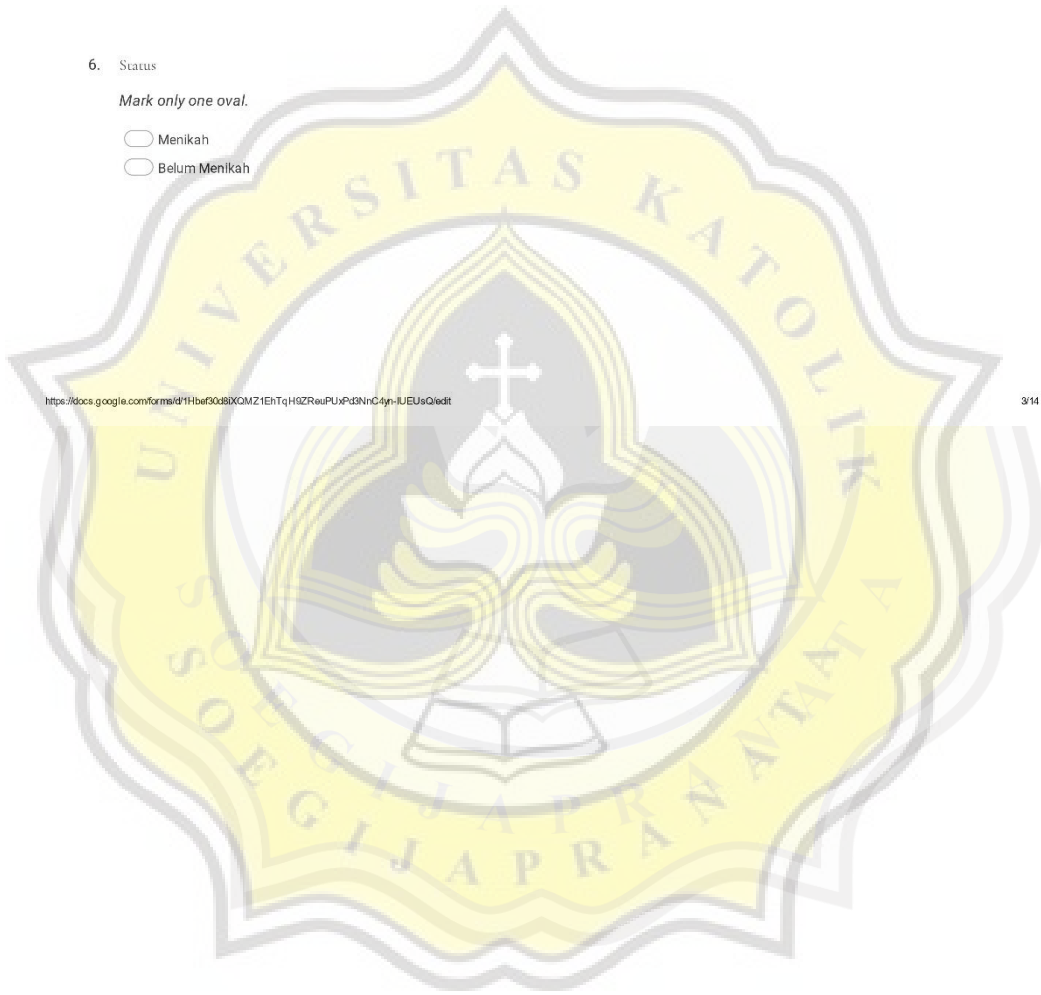 6. Status
Mark only one oval.
Menikah
Belum Menikah
UNIVERSITAS KATOLIK
https://docs.google.com/forms/d/1Hbef30d8iXQMZ1EhTqH9ZReuPUxPd3NnC4yn-IUEUsQ/edit
3/14
SOEGIJAPRANATA
SOEGIJAPRANATA